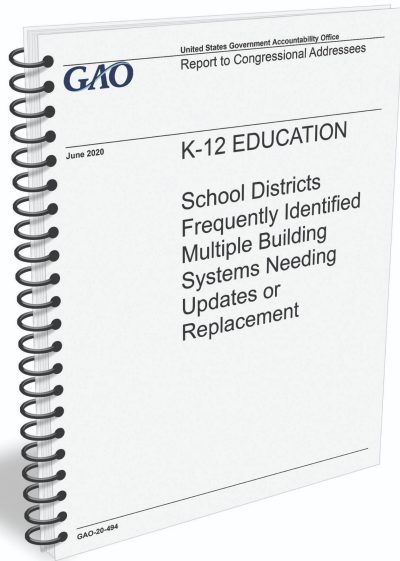 United States Government Accountability Office
GAO
Report to Congressional Addressees
June 2020
K-12 EDUCATION
School Districts
Frequently Identified
Multiple Building
Systems Needing
Updates or
Replacement
GAO-20-494